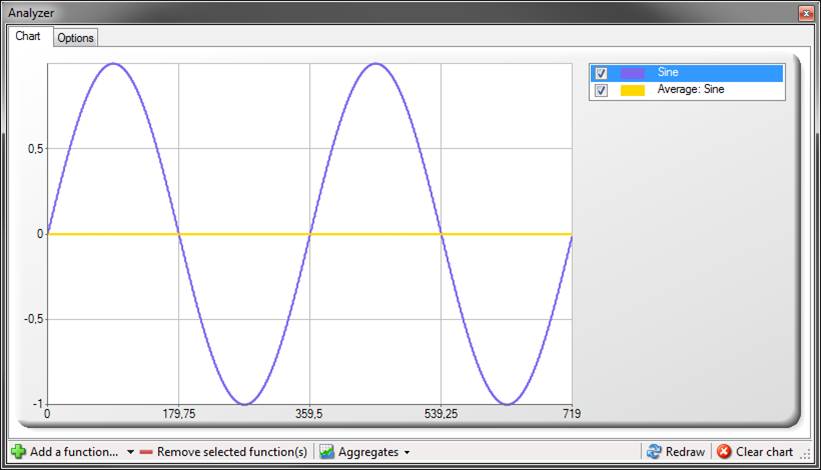 Analyzer
Chart
Options
Sine
Average: Sine
0,5
0
-0,5
-1
0
179,75
359,5
539,25
719
Add a function...
Remove selected function(s)
Aggregates
Redraw
Clear chart